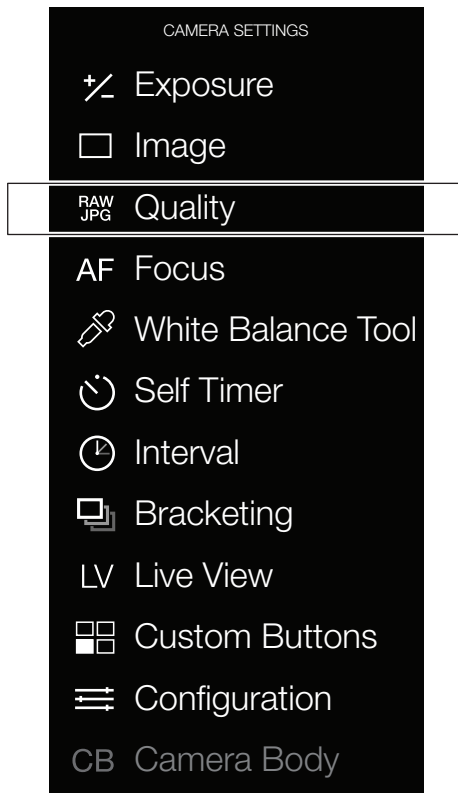 CAMERA SETTINGS
Exposure
Image
RAW JPG Quality
AF Focus
White Balance Tool
Self Timer
Interval
Bracketing
LV Live View
Custom Buttons
Configuration
CB Camera Body